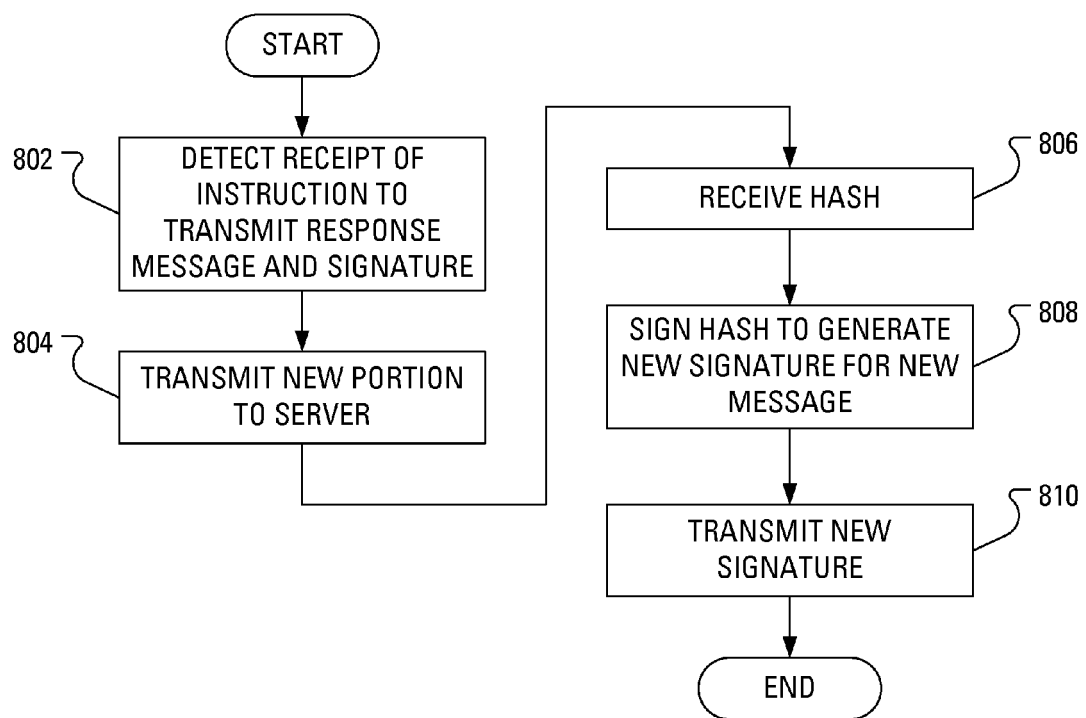 START
802
DETECT RECEIPT OF
INSTRUCTION TO
TRANSMIT RESPONSE
MESSAGE AND SIGNATURE
804
TRANSMIT NEW PORTION
TO SERVER
806
RECEIVE HASH
808
SIGN HASH TO GENERATE
NEW SIGNATURE FOR NEW
MESSAGE
810
TRANSMIT NEW
SIGNATURE
END